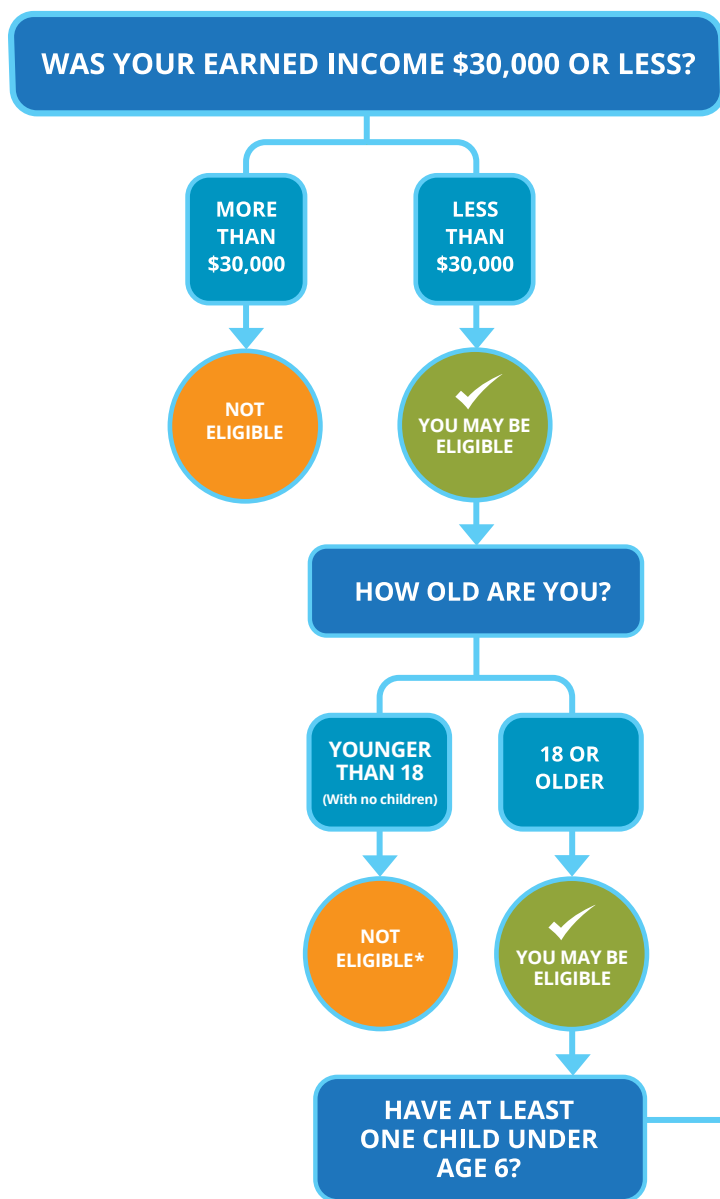 WAS YOUR EARNED INCOME $30,000 OR LESS?
MORE
THAN
$30,000
LESS
THAN
$30,000
NOT
ELIGIBLE
YOU MAY BE
ELIGIBLE
HOW OLD ARE YOU?
YOUNGER
THAN 18
(With no children)
18 OR
OLDER
NOT
ELIGIBLE*
YOU MAY BE
ELIGIBLE
HAVE AT LEAST
ONE CHILD UNDER
AGE 6?